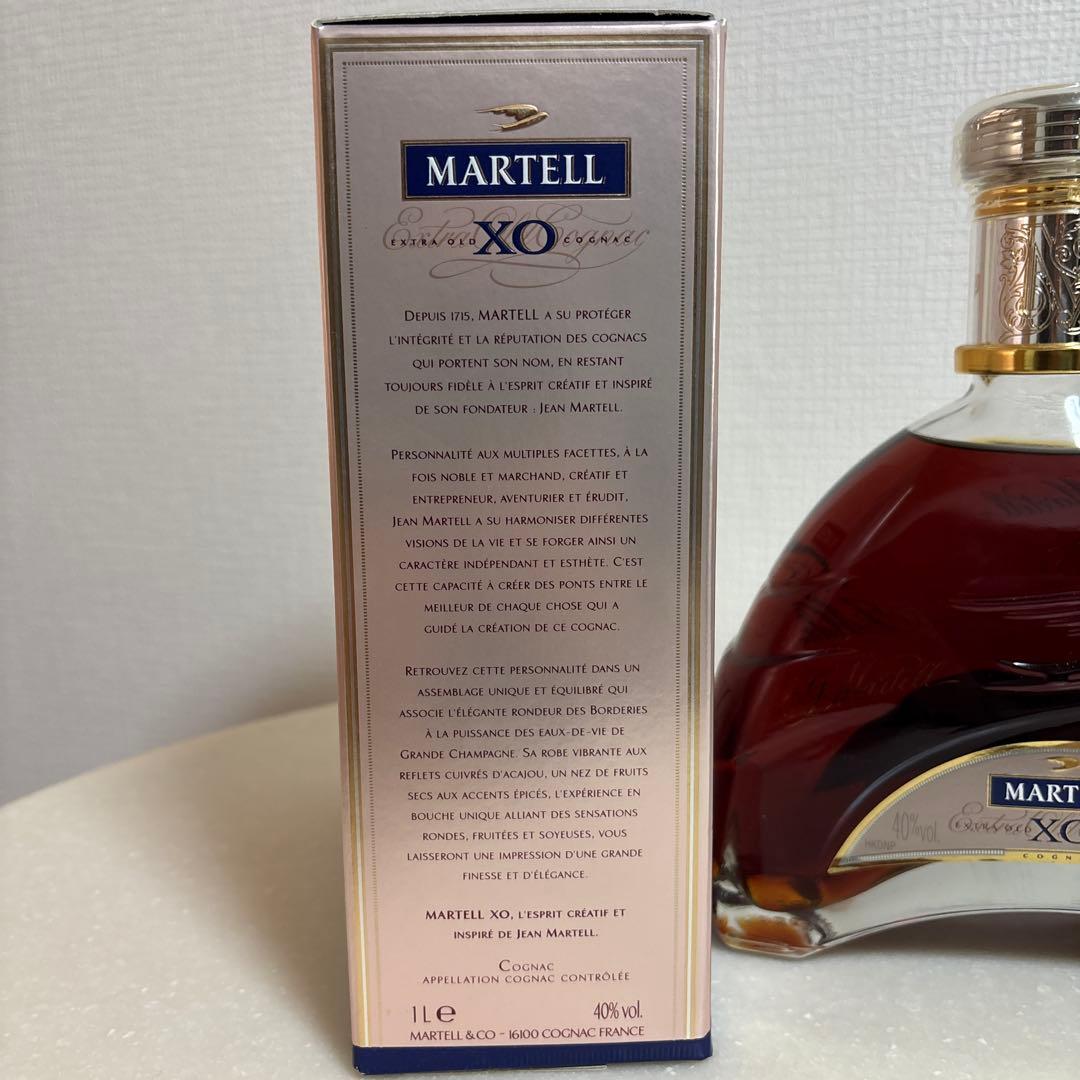 MARTELL
Extra Old Cognac
EXTRA OLD XO COGNAC
DEPUIS 1715, MARTELL A SU PROTÉGER
L'INTÉGRITÉ ET LA RÉPUTATION DES COGNACS
QUI PORTENT SON NOM, EN RESTANT
TOUJOURS FIDÈLE À L'ESPRIT CRÉATIF ET INSPIRÉ
DE SON FONDATEUR : JEAN MARTELL.
PERSONNALITÉ AUX MULTIPLES FACETTES, À LA
FOIS NOBLE ET MARCHAND, CRÉATIF ET
ENTREPRENEUR, AVENTURIER ET ÉRUDIT,
JEAN MARTELL A SU HARMONISER DIFFÉRENTES
VISIONS DE LA VIE ET SE FORGER AINSI UN
CARACTÈRE INDÉPENDANT ET ESTHÈTE. C'EST
CETTE CAPACITÉ À CRÉER DES PONTS ENTRE LE
MEILLEUR DE CHAQUE CHOSE QUI A
GUIDÉ LA CRÉATION DE CE COGNAC.
RETROUVEZ CETTE PERSONNALITÉ DANS UN
ASSEMBLAGE UNIQUE ET ÉQUILIBRÉ QUI
ASSOCIE L'ÉLÉGANTE RONDEUR DES BORDERIES
À LA PUISSANCE DES EAUX-DE-VIE DE
GRANDE CHAMPAGNE. SA ROBE VIBRANTE AUX
REFLETS CUIVRÉS D'ACAJOU, UN NEZ DE FRUITS
SECS AUX ACCENTS ÉPICÉS, L'EXPÉRIENCE EN
BOUCHE UNIQUE ALLIANT DES SENSATIONS
RONDES, FRUITÉES ET SOYEUSES, VOUS
LAISSERONT UNE IMPRESSION D'UNE GRANDE
FINESSE ET D'ÉLÉGANCE.
MARTELL XO, L'ESPRIT CRÉATIF ET
INSPIRÉ DE JEAN MARTELL.
COGNAC
APPELLATION COGNAC CONTRÔLÉE
1L e 40% vol.
MARTELL & CO - 16100 COGNAC FRANCE
Martell
MART
40%vol.
EXTRA OLD XO
HKDNP
COGN